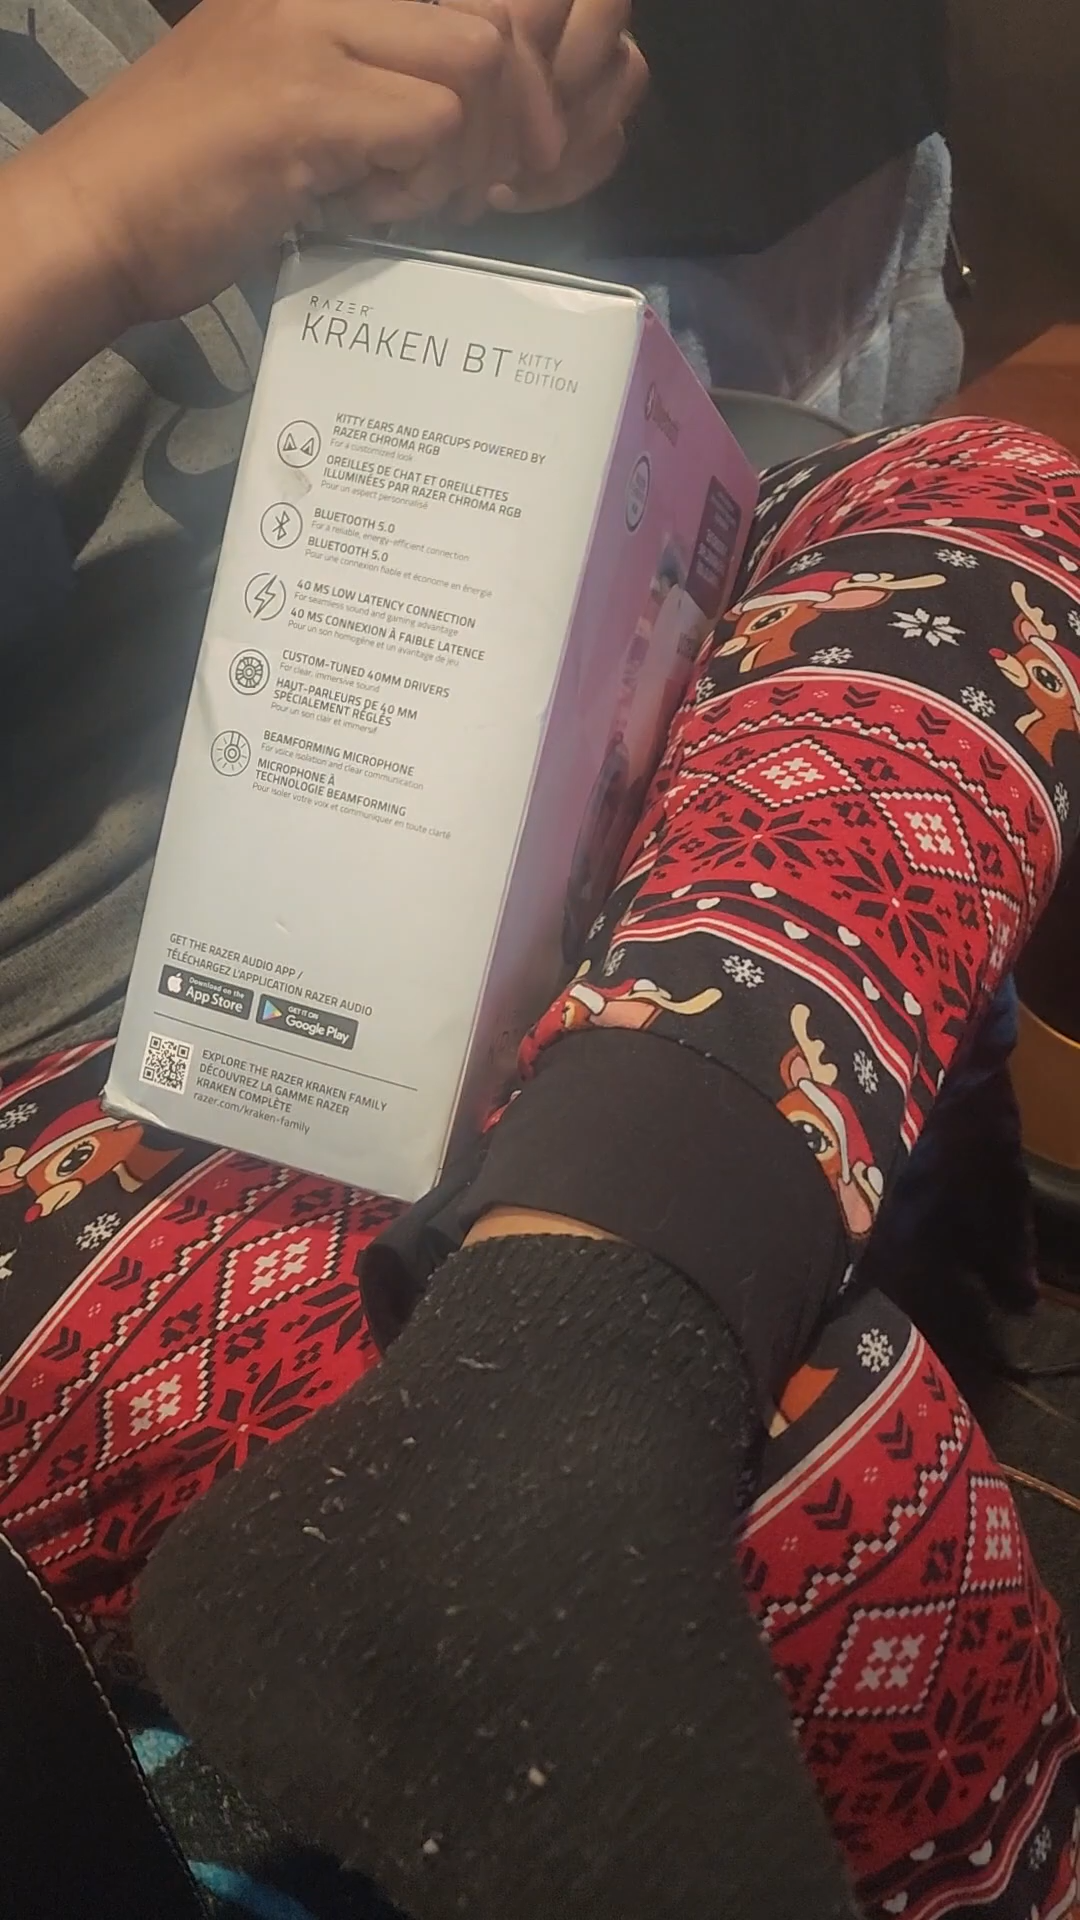 RAZER
KRAKEN BT KITTY EDITION
KITTY EARS AND EARCUPS POWERED BY
RAZER CHROMA RGB
For a customized look
OREILLES DE CHAT ET OREILLETTES
ILLUMINÉES PAR RAZER CHROMA RGB
Pour un aspect personnalisé
BLUETOOTH 5.0
For a reliable, energy-efficient connection
BLUETOOTH 5.0
Pour une connexion fiable et économe en énergie
40 MS LOW LATENCY CONNECTION
For seamless sound and gaming advantage
40 MS CONNEXION À FAIBLE LATENCE
Pour un son homogène et un avantage de jeu
CUSTOM-TUNED 40MM DRIVERS
For clear, immersive sound
HAUT-PARLEURS DE 40 MM
SPÉCIALEMENT RÉGLÉS
Pour un son clair et immersif
BEAMFORMING MICROPHONE
For voice isolation and clear communication
MICROPHONE À
TECHNOLOGIE BEAMFORMING
Pour isoler votre voix et communiquer en toute clarté
GET THE RAZER AUDIO APP /
TÉLÉCHARGEZ L'APPLICATION RAZER AUDIO
Download on the
App Store
GET IT ON
Google Play
EXPLORE THE RAZER KRAKEN FAMILY
DÉCOUVREZ LA GAMME RAZER
KRAKEN COMPLÈTE
razer.com/kraken-family